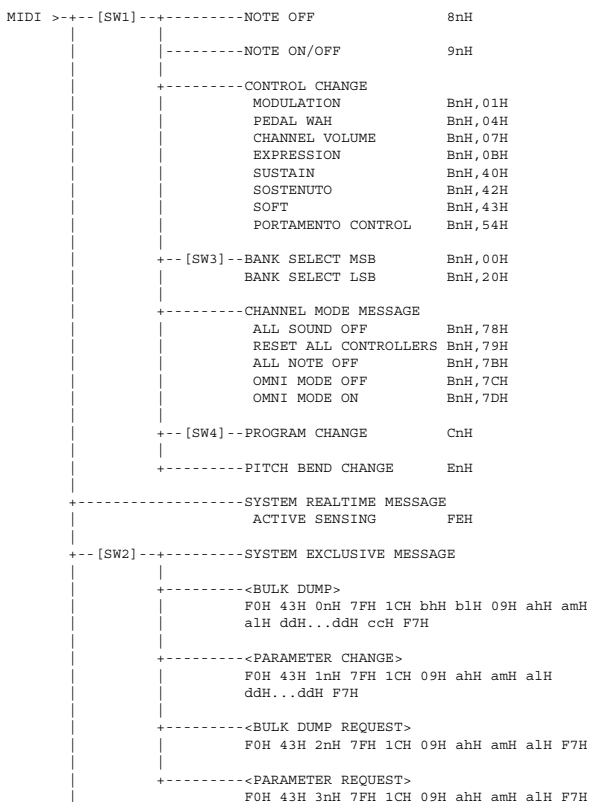 MIDI >-+--[SW1]--+---------NOTE OFF 8nH
|---------NOTE ON/OFF 9nH
+---------CONTROL CHANGE
MODULATION BnH,01H
PEDAL WAH BnH,04H
CHANNEL VOLUME BnH,07H
EXPRESSION BnH,0BH
SUSTAIN BnH,40H
SOSTENUTO BnH,42H
SOFT BnH,43H
PORTAMENTO CONTROL BnH,54H
+--[SW3]--BANK SELECT MSB BnH,00H
BANK SELECT LSB BnH,20H
+---------CHANNEL MODE MESSAGE
ALL SOUND OFF BnH,78H
RESET ALL CONTROLLERS BnH,79H
ALL NOTE OFF BnH,7BH
OMNI MODE OFF BnH,7CH
OMNI MODE ON BnH,7DH
+--[SW4]--PROGRAM CHANGE CnH
+---------PITCH BEND CHANGE EnH
+-------------------SYSTEM REALTIME MESSAGE
ACTIVE SENSING FEH
+--[SW2]--+---------SYSTEM EXCLUSIVE MESSAGE
+---------<BULK DUMP>
F0H 43H 0nH 7FH 1CH bhH blH 09H ahH amH
alH ddH...ddH ccH F7H
+---------<PARAMETER CHANGE>
F0H 43H 1nH 7FH 1CH 09H ahH amH alH
ddH...ddH F7H
+---------<BULK DUMP REQUEST>
F0H 43H 2nH 7FH 1CH 09H ahH amH alH F7H
+---------<PARAMETER REQUEST>
F0H 43H 3nH 7FH 1CH 09H ahH amH alH F7H